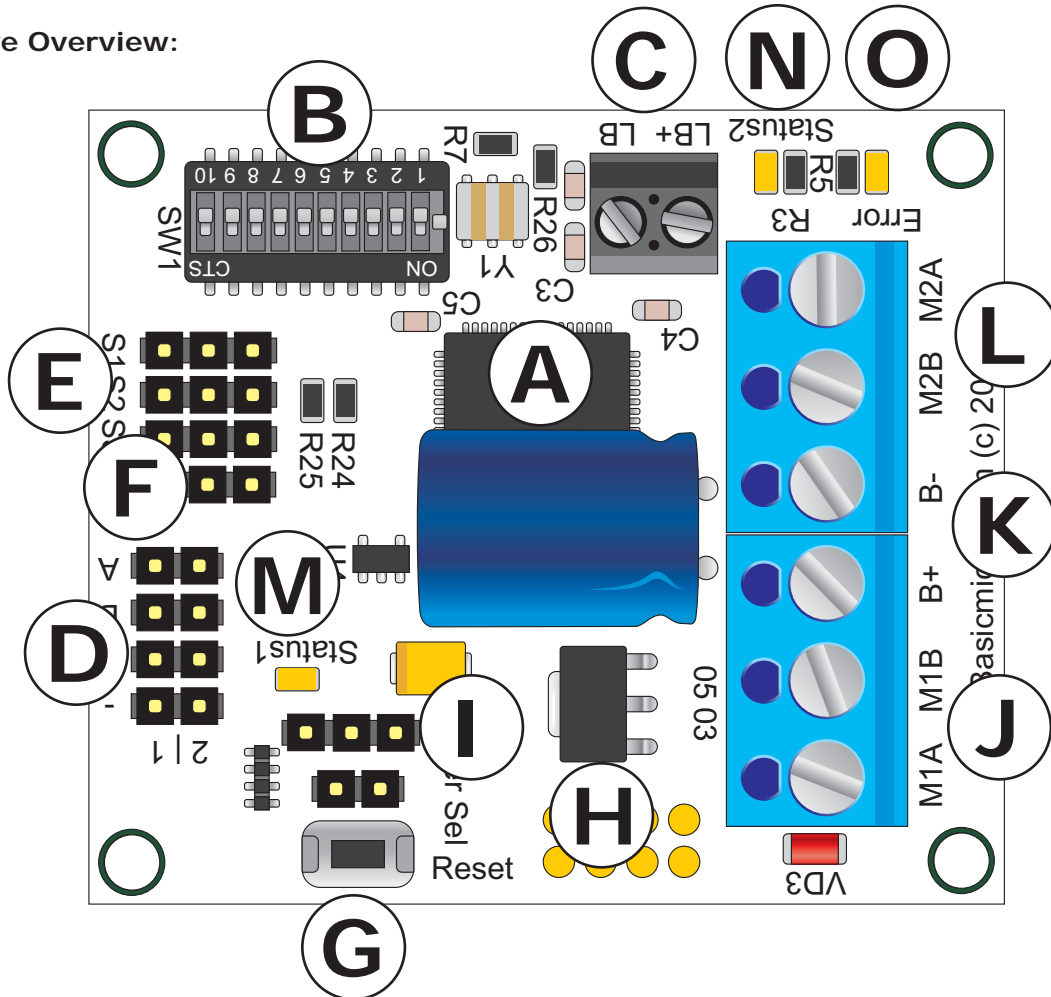 e Overview:
B
C
N
O
R7
LB
LB+
Status2
10 9 8 7 6 5 4 3 2 1
R26
R5
SW1
CTS
ON
Y1
R3
Error
C3
C5
C4
M2A
L
E
S1
S2
A
M2B
F
R25
R24
B-
K
A
M
B+
D
Status1
I
05 03
M1B
J
2|1
M1A
H
Sel
Reset
VD3
G
(c) 20